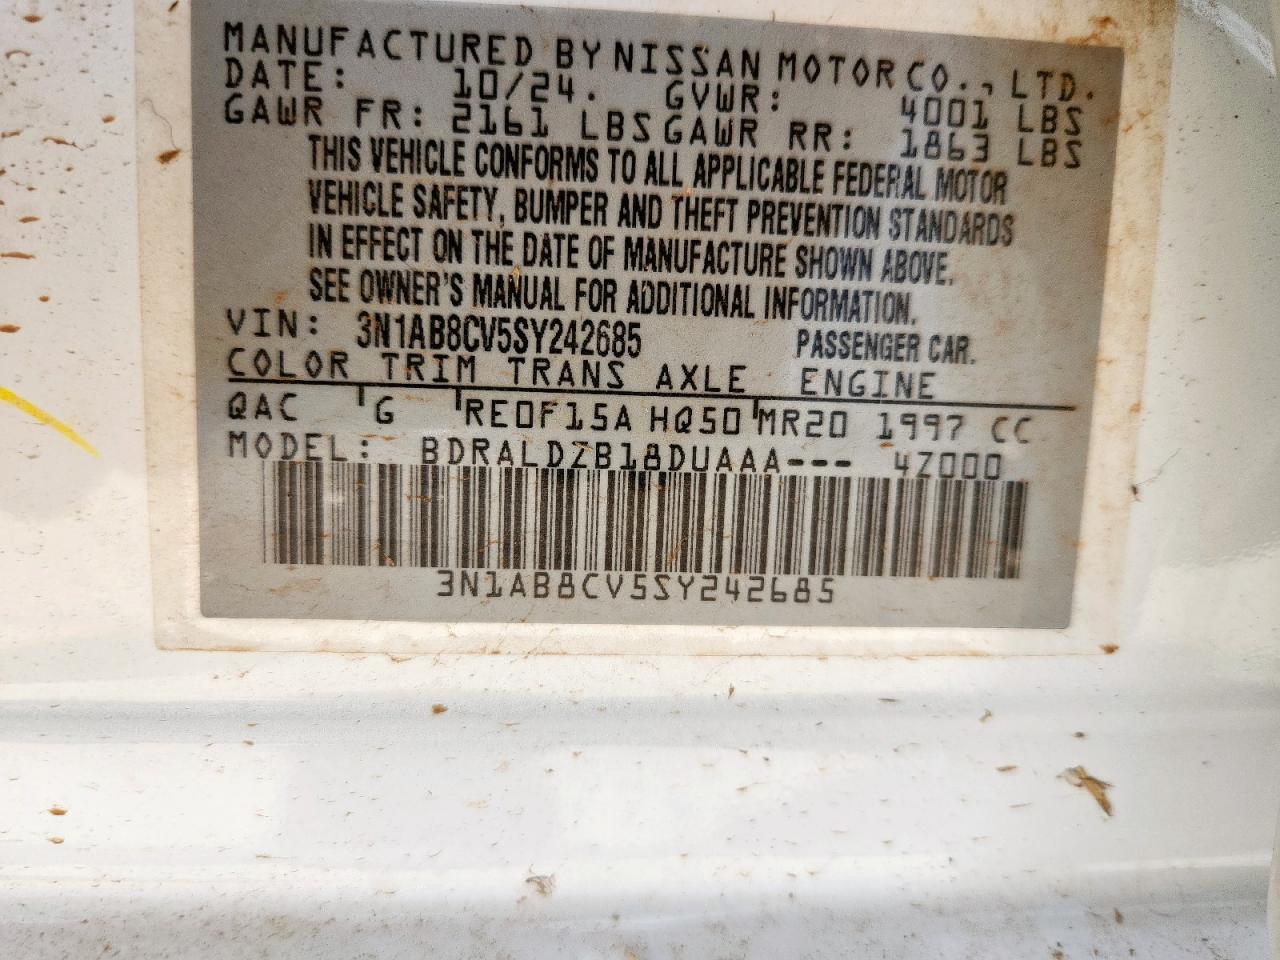 MANUFACTURED BY NISSAN MOTOR CO., LTD.
DATE: 10/24. GVWR: 4001 LBS
GAWR FR: 2161 LBS GAWR RR: 1863 LBS
THIS VEHICLE CONFORMS TO ALL APPLICABLE FEDERAL MOTOR
VEHICLE SAFETY, BUMPER AND THEFT PREVENTION STANDARDS
IN EFFECT ON THE DATE OF MANUFACTURE SHOWN ABOVE.
SEE OWNER'S MANUAL FOR ADDITIONAL INFORMATION.
VIN: 3N1AB8CV5SY242685 PASSENGER CAR.
COLOR TRIM TRANS AXLE ENGINE
QAC G RE0F15A HQ50 MR20 1997 CC
MODEL: BDRALDZB18DUAAA--- 4Z000
3N1AB8CV5SY242685